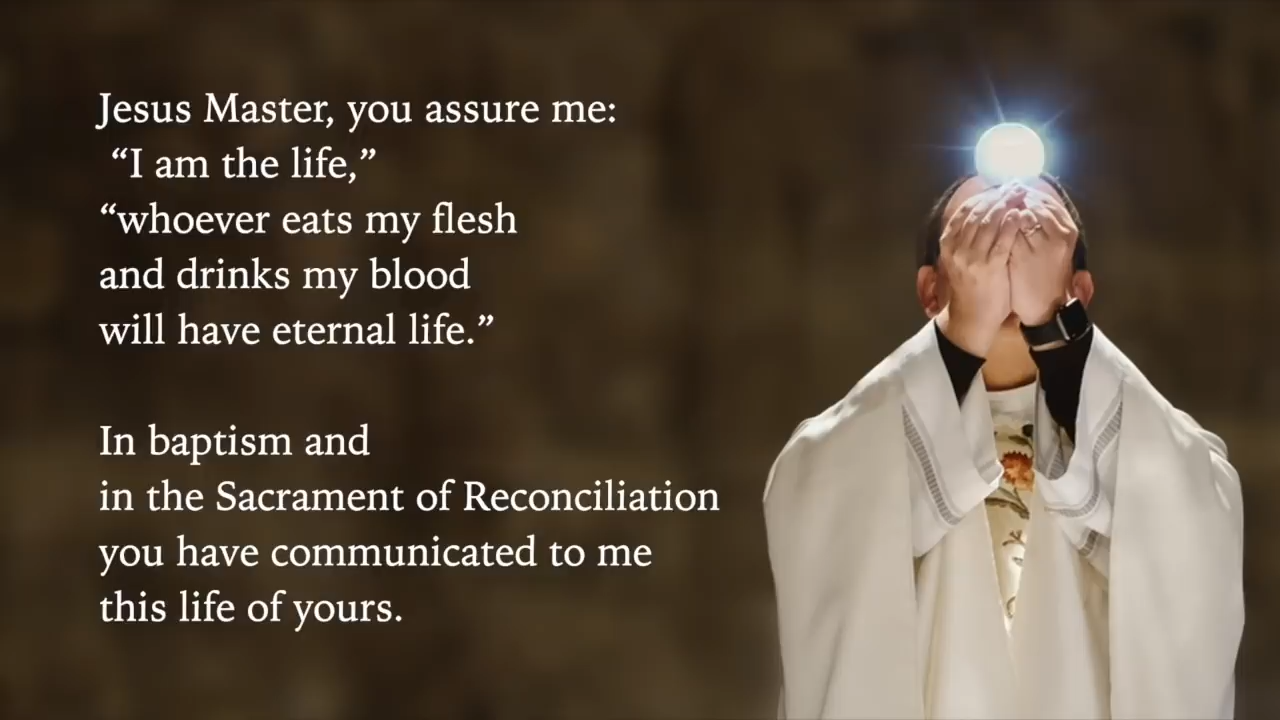 Jesus Master, you assure me:
“I am the life,”
“whoever eats my flesh
and drinks my blood
will have eternal life.”
In baptism and
in the Sacrament of Reconciliation
you have communicated to me
this life of yours.